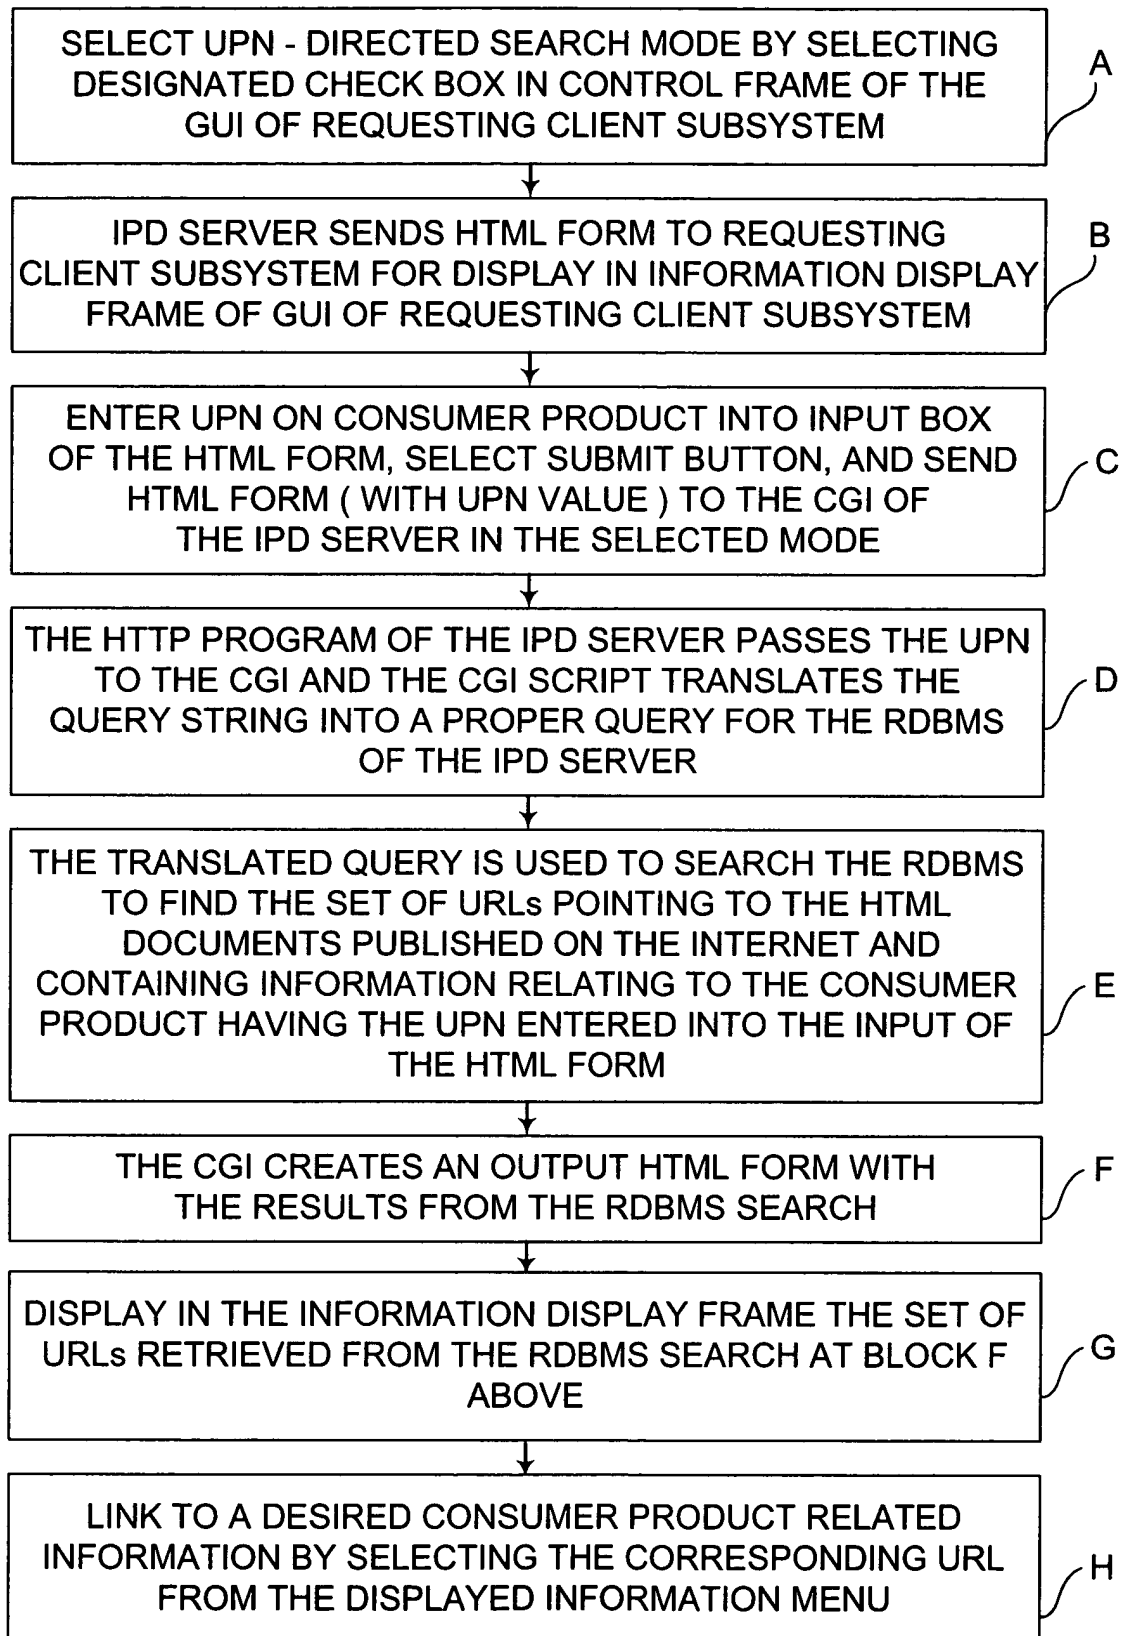 SELECT UPN - DIRECTED SEARCH MODE BY SELECTING
DESIGNATED CHECK BOX IN CONTROL FRAME OF THE
GUI OF REQUESTING CLIENT SUBSYSTEM
A
IPD SERVER SENDS HTML FORM TO REQUESTING
CLIENT SUBSYSTEM FOR DISPLAY IN INFORMATION DISPLAY
FRAME OF GUI OF REQUESTING CLIENT SUBSYSTEM
B
ENTER UPN ON CONSUMER PRODUCT INTO INPUT BOX
OF THE HTML FORM, SELECT SUBMIT BUTTON, AND SEND
HTML FORM ( WITH UPN VALUE ) TO THE CGI OF
THE IPD SERVER IN THE SELECTED MODE
C
THE HTTP PROGRAM OF THE IPD SERVER PASSES THE UPN
TO THE CGI AND THE CGI SCRIPT TRANSLATES THE
QUERY STRING INTO A PROPER QUERY FOR THE RDBMS
OF THE IPD SERVER
D
THE TRANSLATED QUERY IS USED TO SEARCH THE RDBMS
TO FIND THE SET OF URLs POINTING TO THE HTML
DOCUMENTS PUBLISHED ON THE INTERNET AND
CONTAINING INFORMATION RELATING TO THE CONSUMER
PRODUCT HAVING THE UPN ENTERED INTO THE INPUT OF
THE HTML FORM
E
THE CGI CREATES AN OUTPUT HTML FORM WITH
THE RESULTS FROM THE RDBMS SEARCH
F
DISPLAY IN THE INFORMATION DISPLAY FRAME THE SET OF
URLs RETRIEVED FROM THE RDBMS SEARCH AT BLOCK F
ABOVE
G
LINK TO A DESIRED CONSUMER PRODUCT RELATED
INFORMATION BY SELECTING THE CORRESPONDING URL
FROM THE DISPLAYED INFORMATION MENU
H